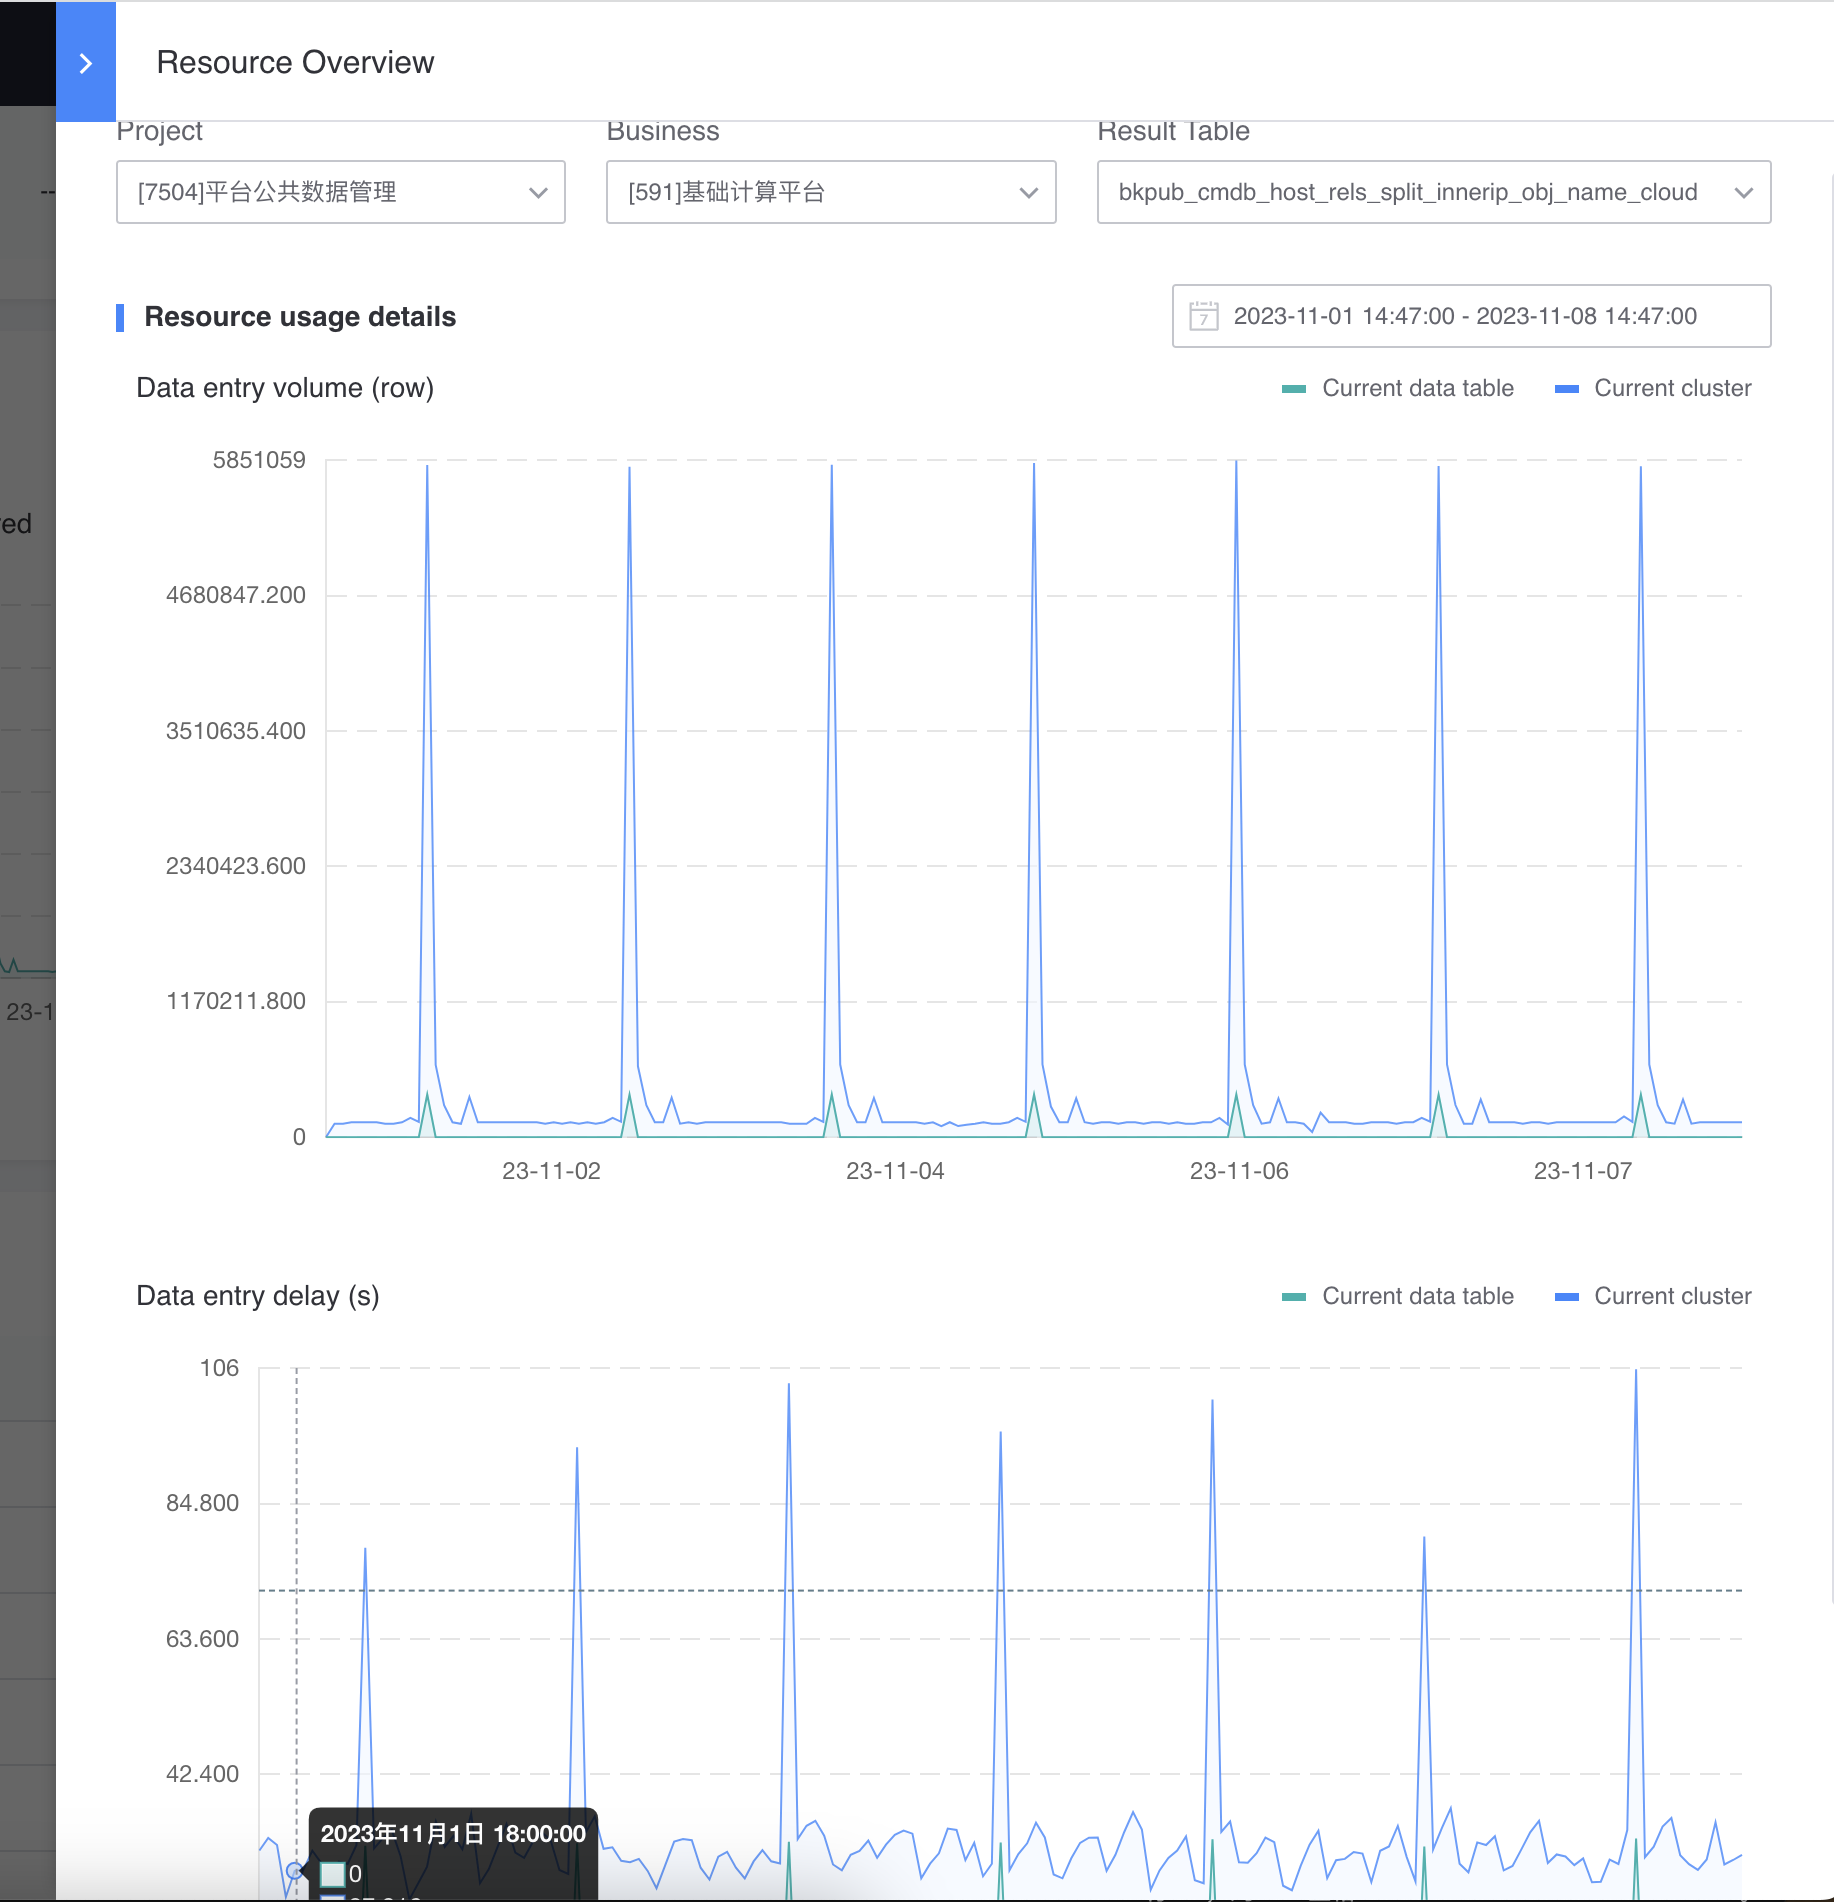 Resource Overview
Project
Business
Result Table
--
[7504]平台公共数据管理
[591]基础计算平台
bkpub_cmdb_host_rels_split_innerip_obj_name_cloud
Resource usage details
7
2023-11-01 14:47:00 - 2023-11-08 14:47:00
Data entry volume (row)
Current data table
Current cluster
5851059
4680847.200
3510635.400
2340423.600
1170211.800
0
23-11-02
23-11-04
23-11-06
23-11-07
red
23-1
Data entry delay (s)
Current data table
Current cluster
106
84.800
63.600
42.400
2023年11月1日 18:00:00
0